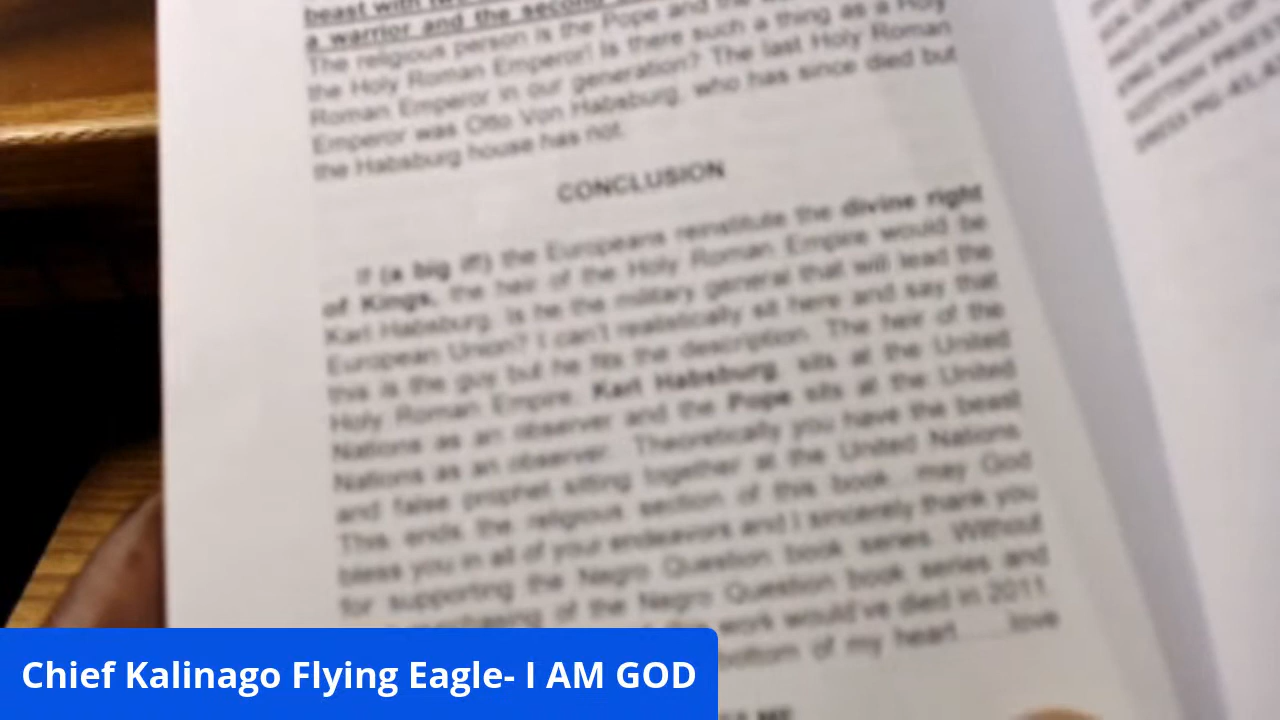 beast with two
a warrior and the second
The religious person is the Pope and the
the Holy Roman Emperor! Is there such a thing as a Holy
Roman Emperor in our generation? The last Holy Roman
Emperor was Otto Von Habsburg, who has since died but
the Habsburg house has not.
CONCLUSION
If (a big if!) the Europeans reinstitute the divine right
of Kings, the heir of the Holy Roman Empire would be
Karl Habsburg. Is he the military general that will lead the
European Union? I can't realistically sit here and say that
this is the guy but he fits the description. The heir of the
Holy Roman Empire, Karl Habsburg, sits at the United
Nations as an observer and the Pope sits at the United
Nations as an observer. Theoretically you have the beast
and false prophet sitting together at the United Nations.
This ends the religious section of this book...may God
bless you in all of your endeavors and I sincerely thank you
for supporting the Negro Question book series. Without
purchasing of the Negro Question book series and
work would've died in 2011.
bottom of my heart......love
ME
Chief Kalinago Flying Eagle- I AM GOD